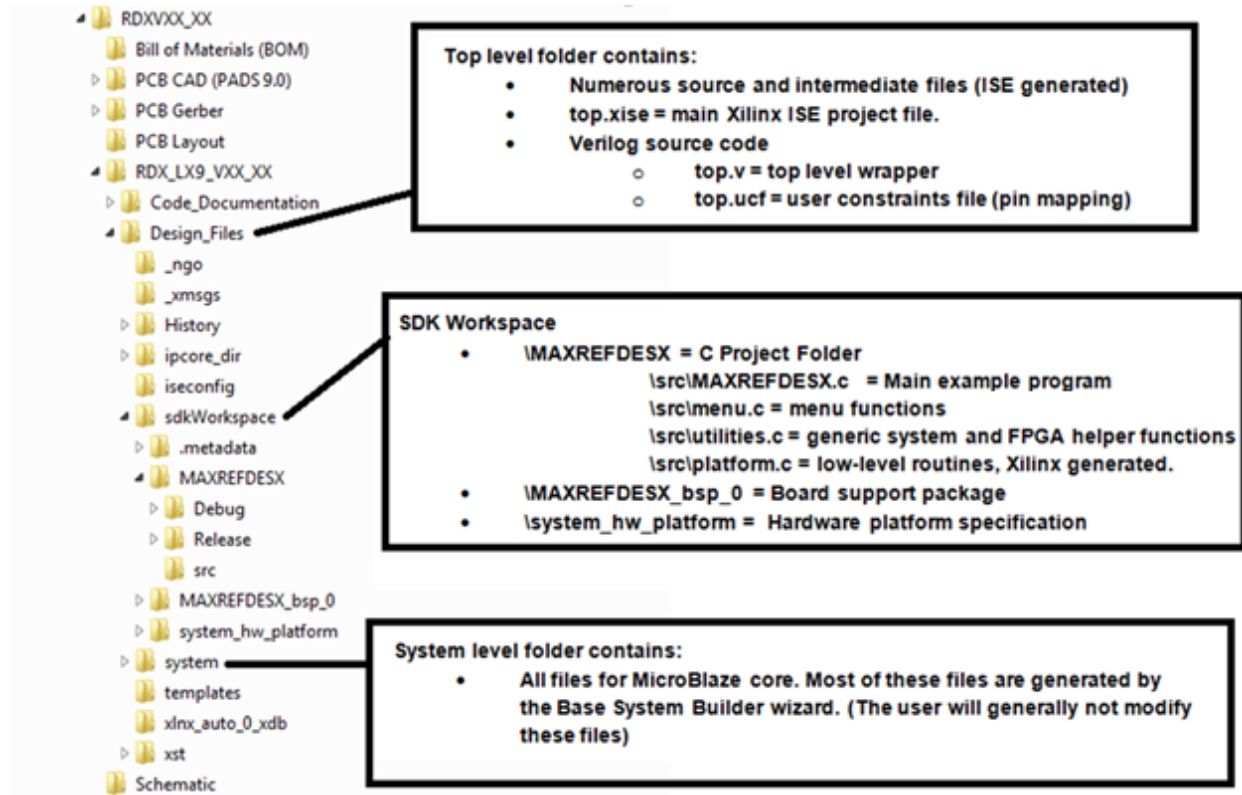 RDXVXX_XX
Bill of Materials (BOM)
PCB CAD (PADS 9.0)
PCB Gerber
PCB Layout
RDX_LX9_VXX_XX
Code_Documentation
Design_Files
_ngo
_xmsgs
History
ipcore_dir
iseconfig
sdkWorkspace
.metadata
MAXREFDESX
Debug
Release
src
MAXREFDESX_bsp_0
system_hw_platform
system
templates
xlnx_auto_0_xdb
xst
Schematic
Top level folder contains:
• Numerous source and intermediate files (ISE generated)
• top.xise = main Xilinx ISE project file.
• Verilog source code
o top.v = top level wrapper
o top.ucf = user constraints file (pin mapping)
SDK Workspace
• \MAXREFDESX = C Project Folder
\src\MAXREFDESX.c = Main example program
\src\menu.c = menu functions
\src\utilities.c = generic system and FPGA helper functions
\src\platform.c = low-level routines, Xilinx generated.
• \MAXREFDESX_bsp_0 = Board support package
• \system_hw_platform = Hardware platform specification
System level folder contains:
• All files for MicroBlaze core. Most of these files are generated by
the Base System Builder wizard. (The user will generally not modify
these files)